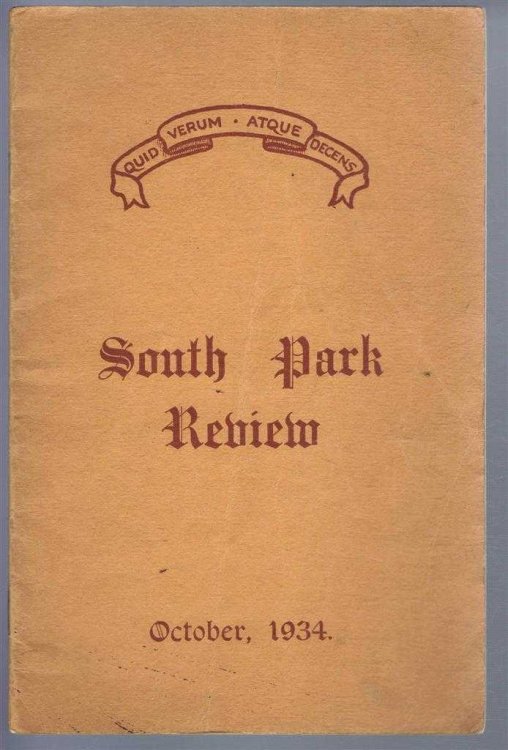 QUID VERUM · ATQUE DECENS
South Park
Review
October, 1934.